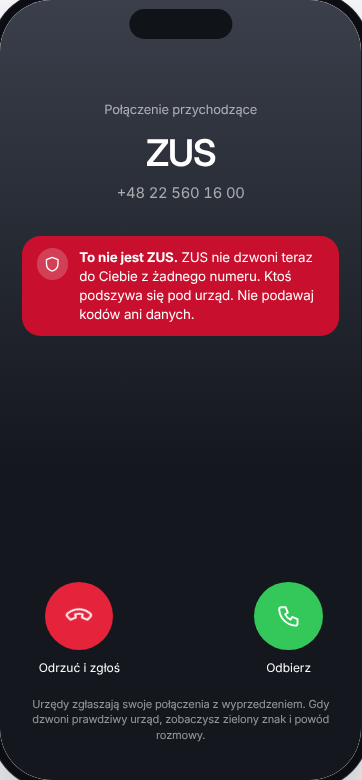 Połączenie przychodzące
ZUS
+48 22 560 16 00
To nie jest ZUS. ZUS nie dzwoni teraz
do Ciebie z żadnego numeru. Ktoś
podszywa się pod urząd. Nie podawaj
kodów ani danych.
Odrzuć i zgłoś
Odbierz
Urzędy zgłaszają swoje połączenia z wyprzedzeniem. Gdy
dzwoni prawdziwy urząd, zobaczysz zielony znak i powód
rozmowy.